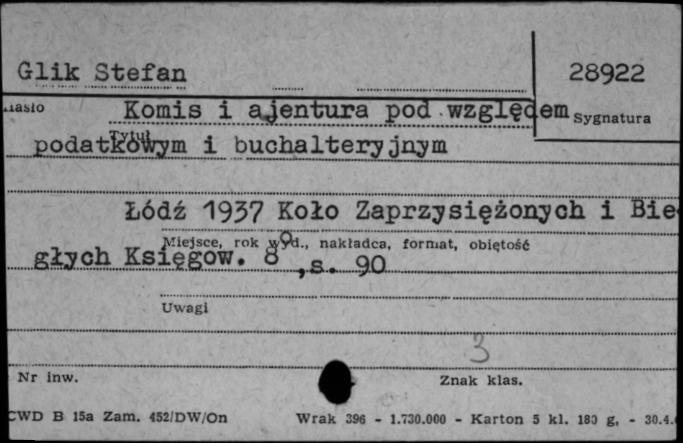 Glik Stefan
28922
Hasło
Komis i ajentura pod względem
Sygnatura
Tytuł
podatkowym i buchalteryjnym
Łódź 1937 Koło Zaprzysiężonych i Bie
Miejsce, rok wyd., nakładca, format, objętość
głych Księgow. 8°, s. 90
Uwagi
3
Nr inw.
Znak klas.
CWD B 15a Zam. 452/DW/On Wrak 396 - 1.730.000 - Karton 5 kl. 180 g, - 30.4.